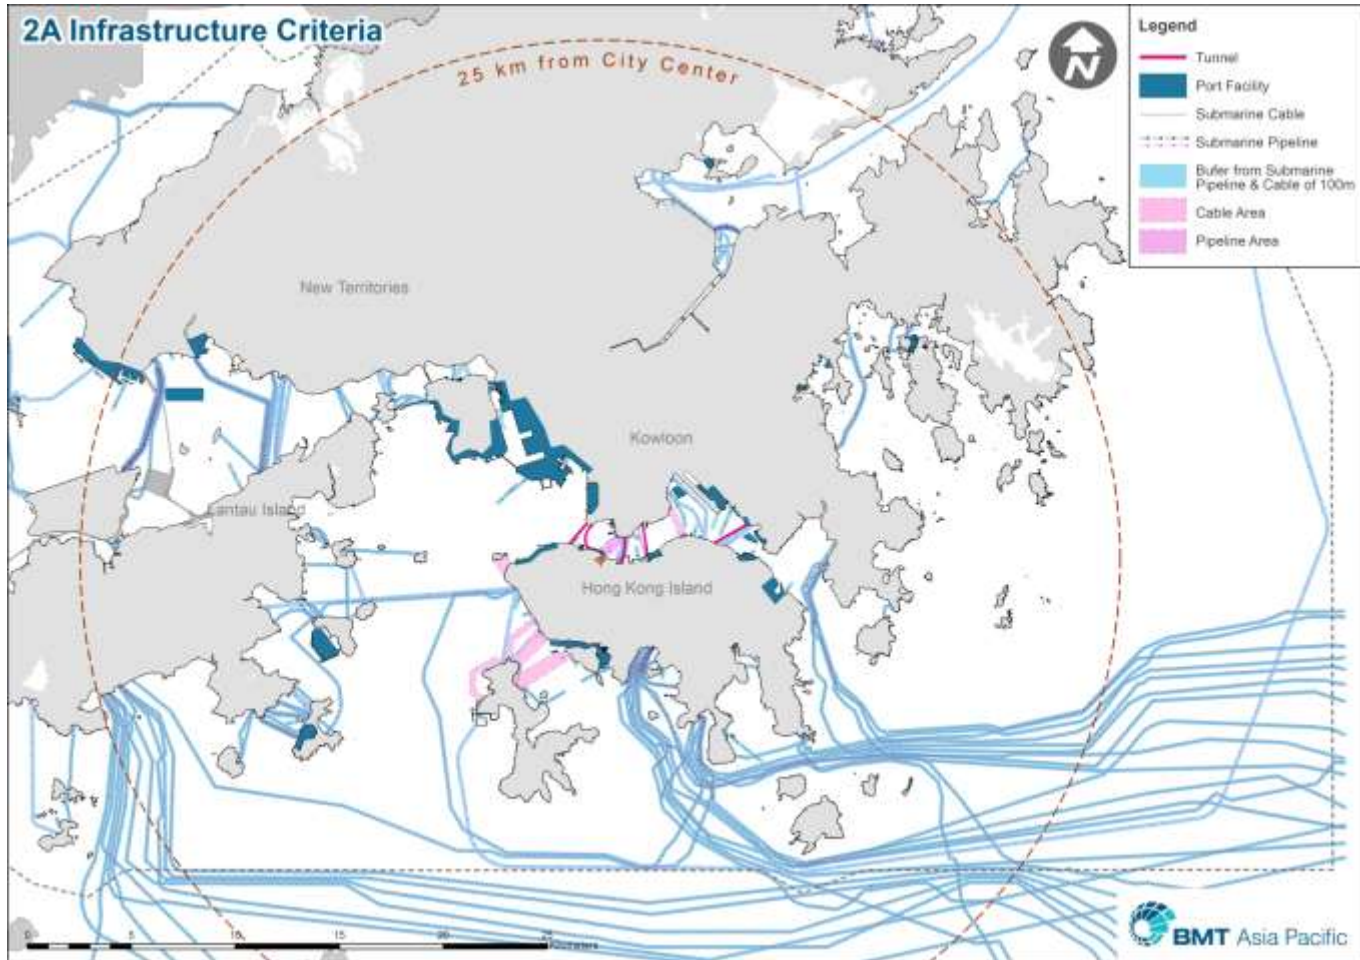 2A Infrastructure Criteria
25 km from City Center
N
Legend
Tunnel
Port Facility
Submarine Cable
Submarine Pipeline
Bufer from Submarine
Pipeline & Cable of 100m
Cable Area
Pipeline Area
New Territories
Kowloon
Lantau Island
Hong Kong Island
0 5 10 15 20 25
Kilometers
BMT Asia Pacific